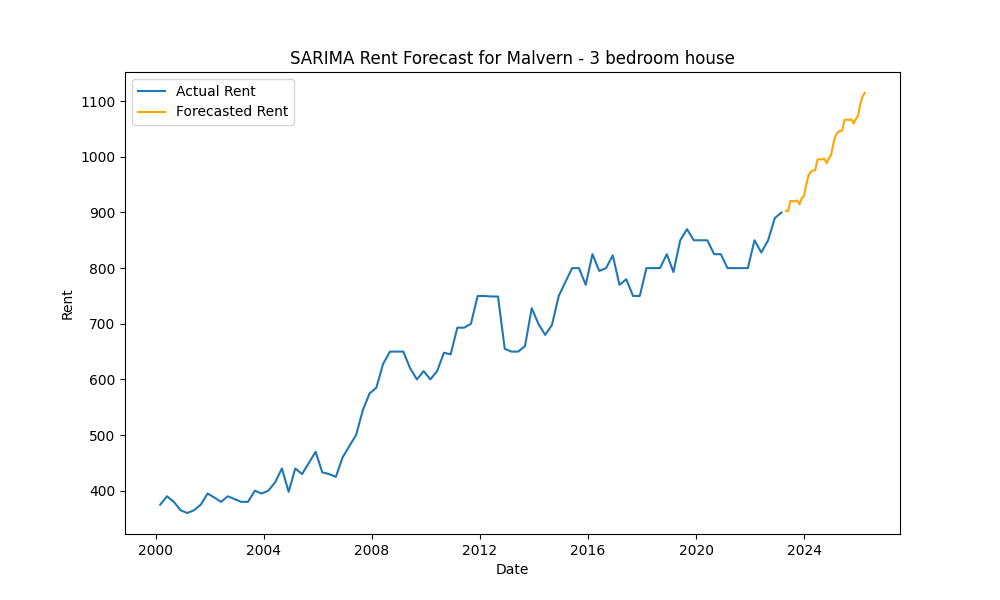 SARIMA Rent Forecast for Malvern - 3 bedroom house
Actual Rent
Forecasted Rent
1100
1000
900
800
700
600
500
400
Rent
2000 2004 2008 2012 2016 2020 2024
Date